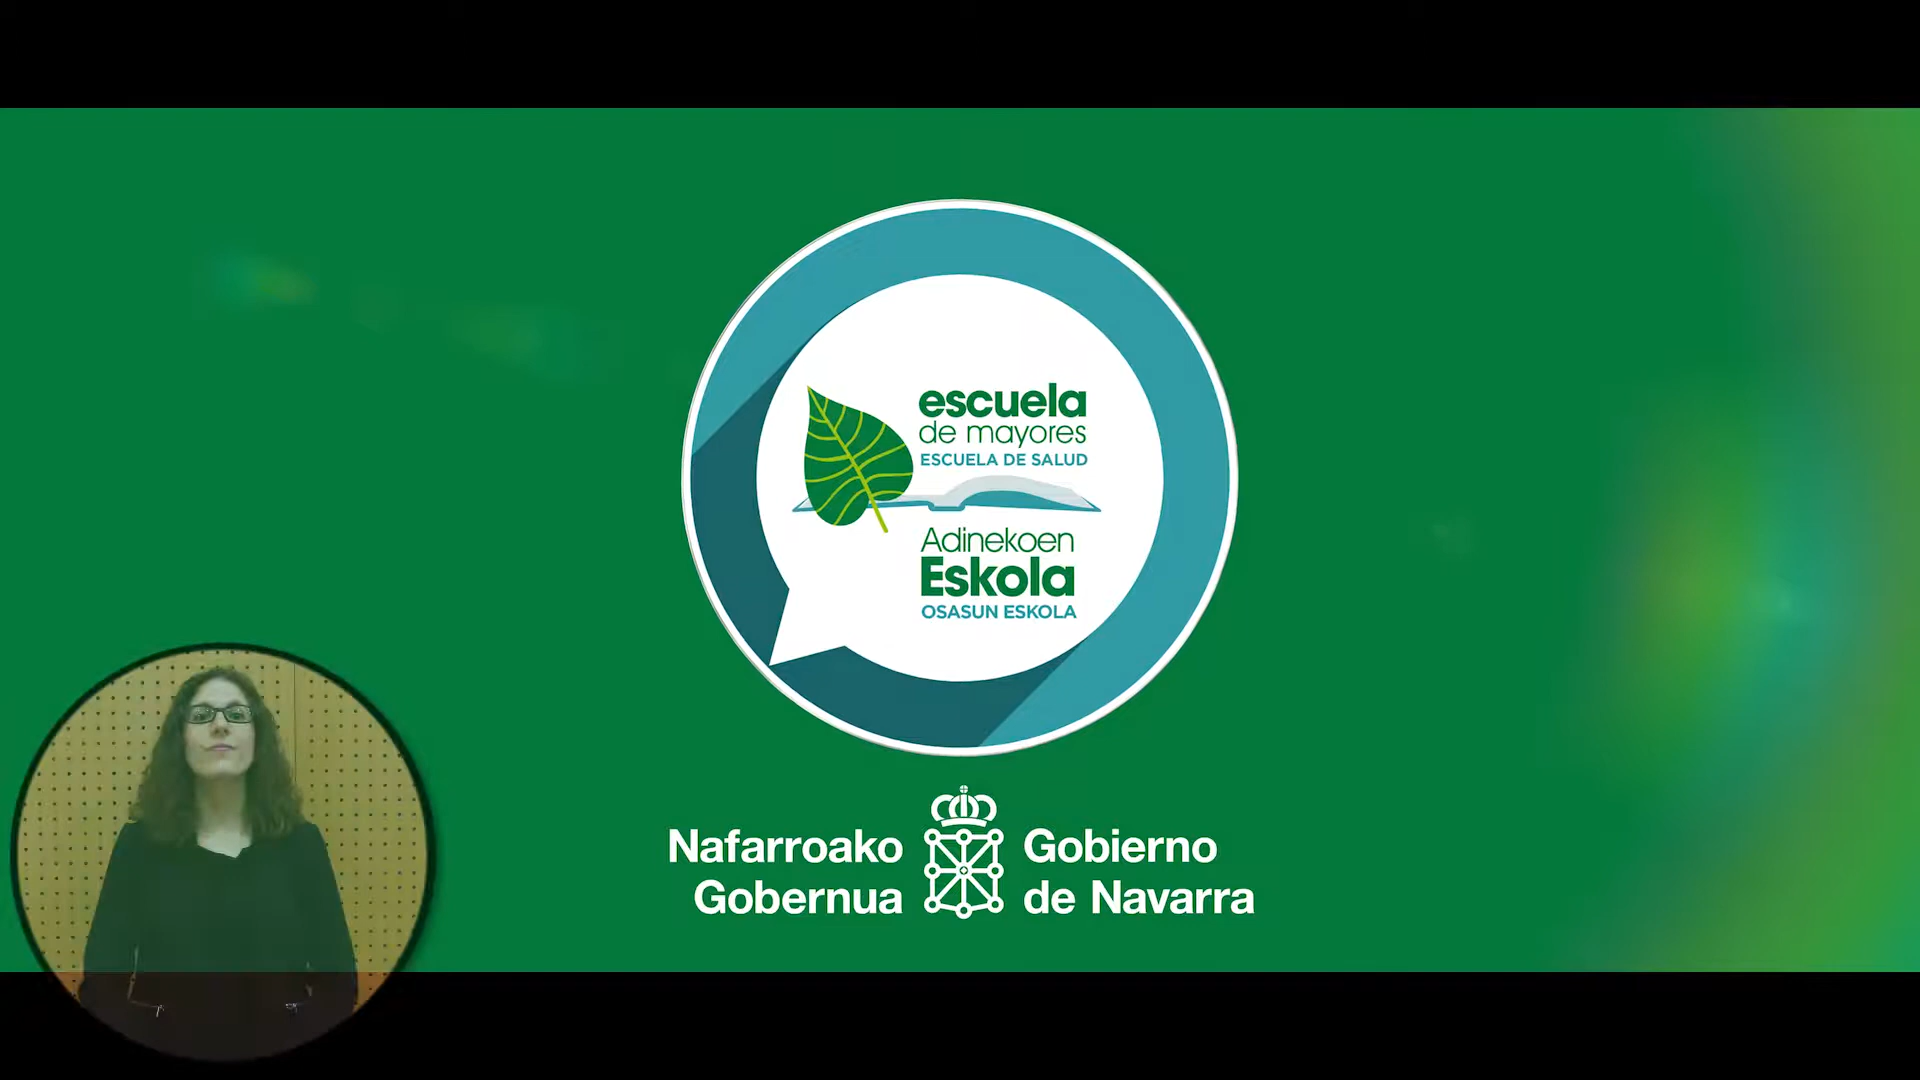 escuela
de mayores
ESCUELA DE SALUD
Adinekoen
Eskola
OSASUN ESKOLA
Nafarroako
Gobernua
Gobierno
de Navarra